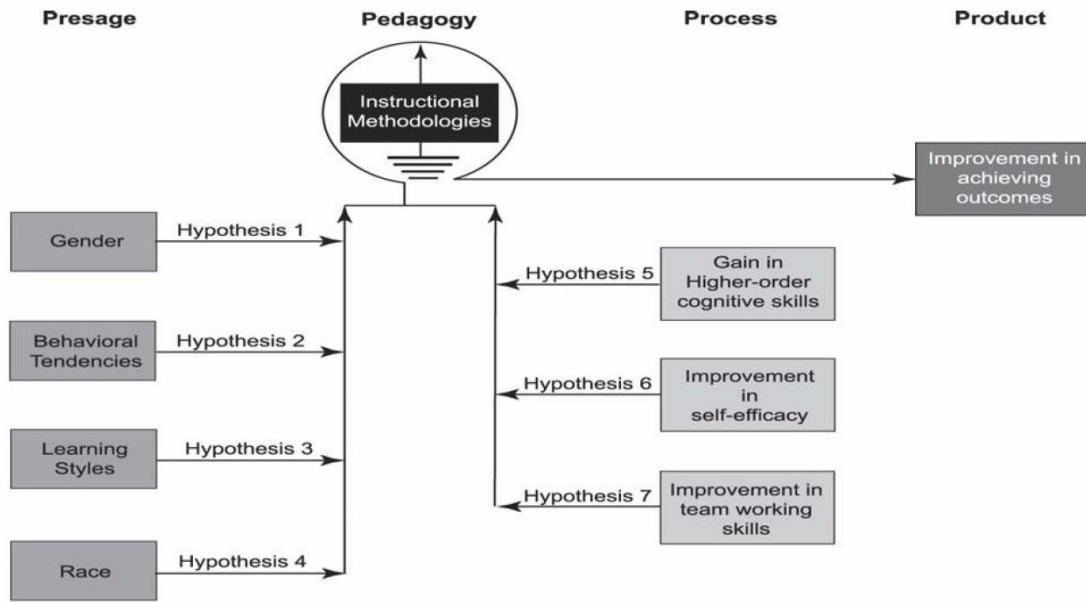 Presage
Pedagogy
Process
Product
Instructional
Methodologies
Improvement in
achieving
outcomes
Gender
Hypothesis 1
Behavioral
Tendencies
Hypothesis 2
Learning
Styles
Hypothesis 3
Race
Hypothesis 4
Hypothesis 5
Gain in
Higher-order
cognitive skills
Hypothesis 6
Improvement
in
self-efficacy
Hypothesis 7
Improvement in
team working
skills